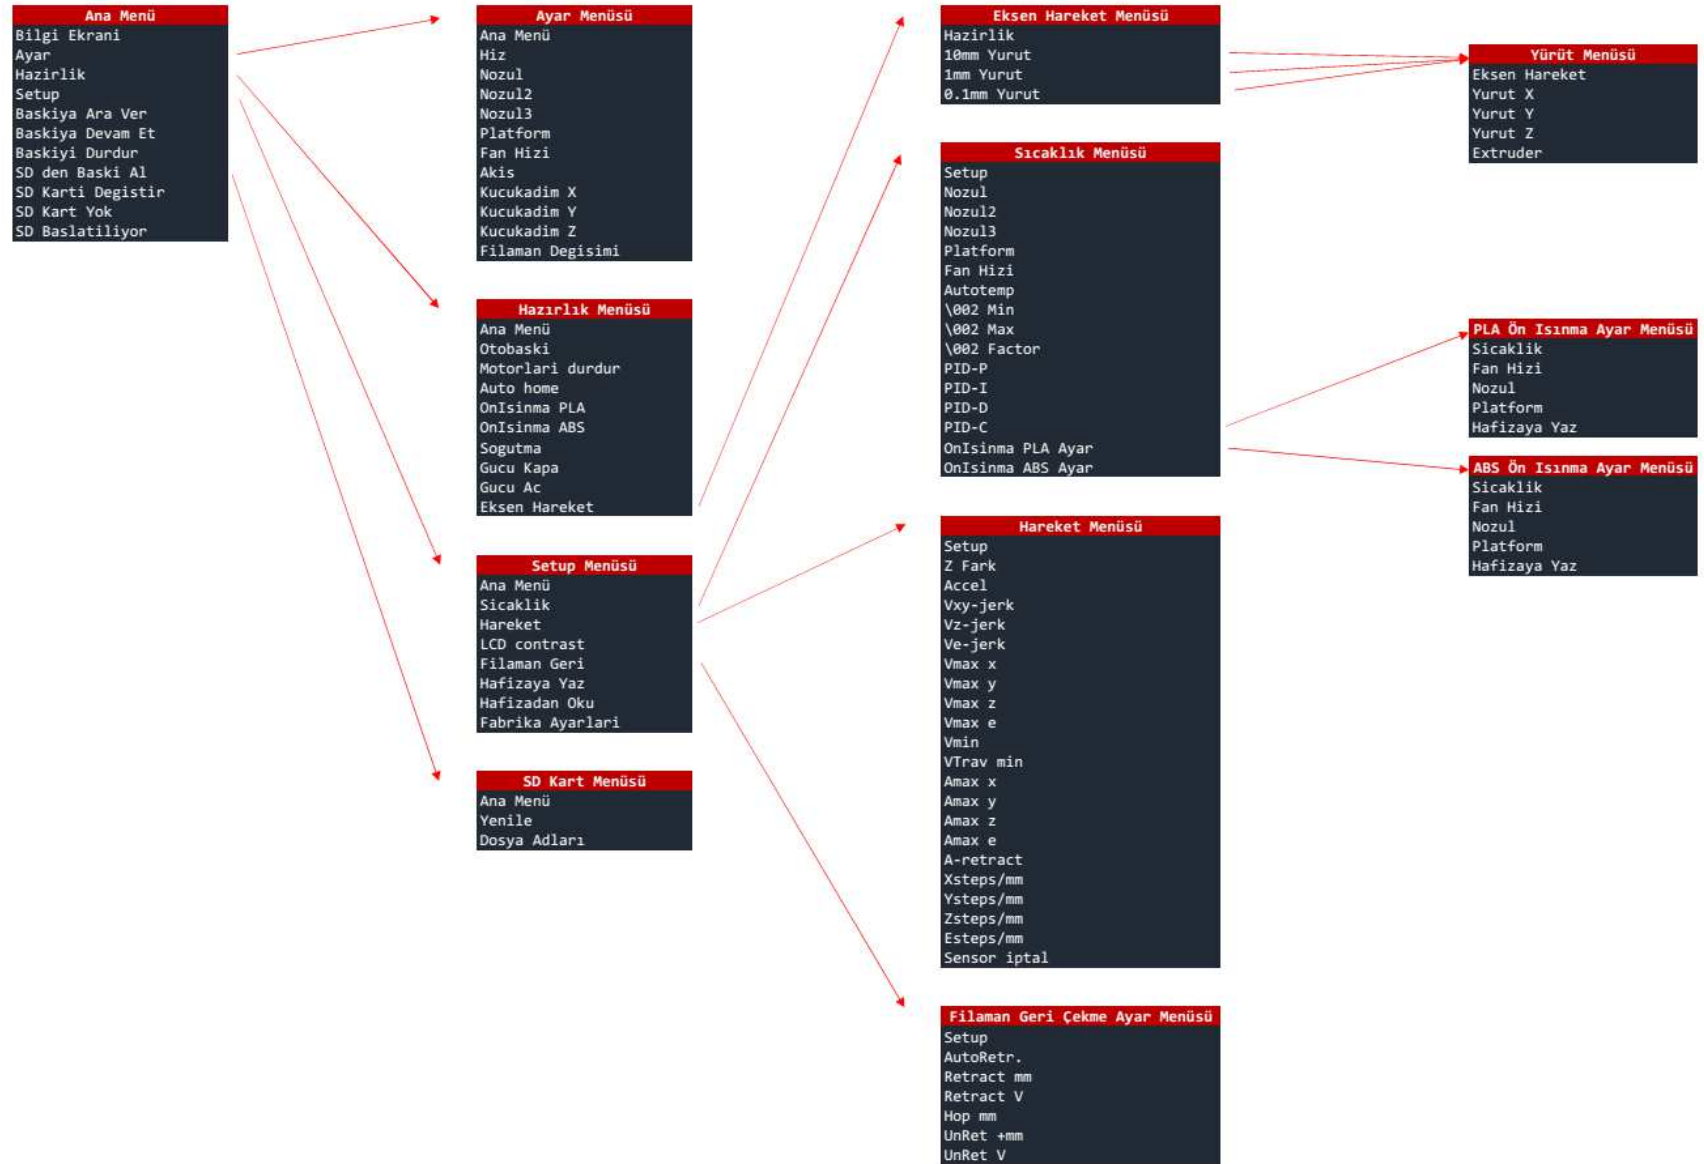 Ana Menü
Bilgi Ekrani
Ayar
Hazirlik
Setup
Baskiya Ara Ver
Baskiya Devam Et
Baskiyi Durdur
SD den Baski Al
SD Karti Degistir
SD Kart Yok
SD Baslatiliyor
Ayar Menüsü
Ana Menü
Hiz
Nozul
Nozul2
Nozul3
Platform
Fan Hizi
Akis
Kucukadim X
Kucukadim Y
Kucukadim Z
Filaman Degisimi
Hazırlık Menüsü
Ana Menü
Otobaski
Motorlari durdur
Auto home
OnIsinma PLA
OnIsinma ABS
Sogutma
Gucu Kapa
Gucu Ac
Eksen Hareket
Setup Menüsü
Ana Menü
Sicaklik
Hareket
LCD contrast
Filaman Geri
Hafizaya Yaz
Hafizadan Oku
Fabrika Ayarlari
SD Kart Menüsü
Ana Menü
Yenile
Dosya Adları
Eksen Hareket Menüsü
Hazirlik
10mm Yurut
1mm Yurut
0.1mm Yurut
Sıcaklık Menüsü
Setup
Nozul
Nozul2
Nozul3
Platform
Fan Hizi
Autotemp
\002 Min
\002 Max
\002 Factor
PID-P
PID-I
PID-D
PID-C
OnIsinma PLA Ayar
OnIsinma ABS Ayar
Hareket Menüsü
Setup
Z Fark
Accel
Vxy-jerk
Vz-jerk
Ve-jerk
Vmax x
Vmax y
Vmax z
Vmax e
Vmin
VTrav min
Amax x
Amax y
Amax z
Amax e
A-retract
Xsteps/mm
Ysteps/mm
Zsteps/mm
Esteps/mm
Sensor iptal
Filaman Geri Çekme Ayar Menüsü
Setup
AutoRetr.
Retract mm
Retract V
Hop mm
UnRet +mm
UnRet V
Yürüt Menüsü
Eksen Hareket
Yurut X
Yurut Y
Yurut Z
Extruder
PLA Ön Isınma Ayar Menüsü
Sicaklik
Fan Hizi
Nozul
Platform
Hafizaya Yaz
ABS Ön Isınma Ayar Menüsü
Sicaklik
Fan Hizi
Nozul
Platform
Hafizaya Yaz